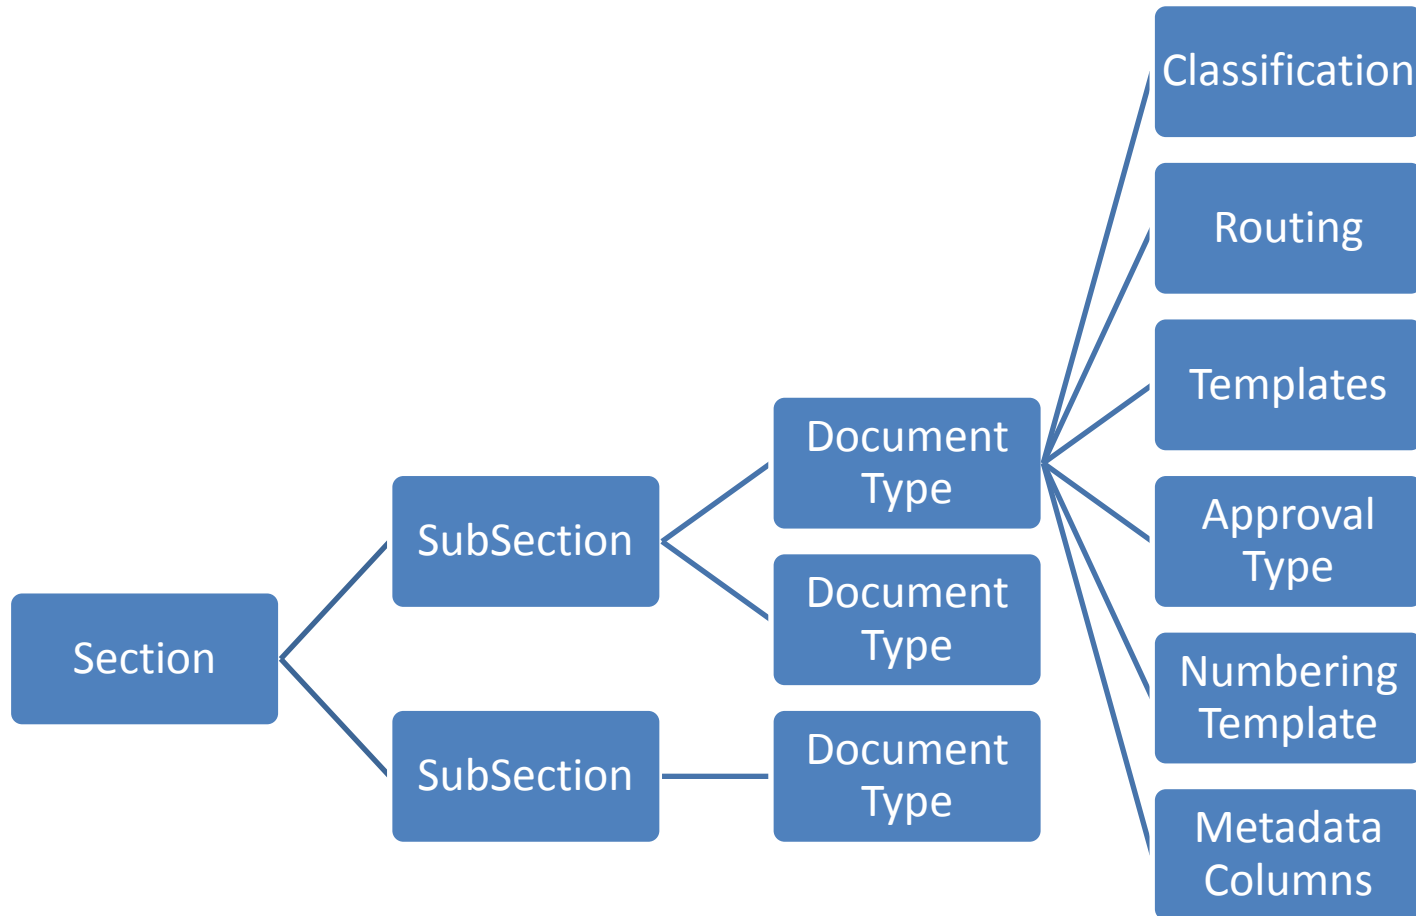 Section
SubSection
SubSection
Document
Type
Document
Type
Document
Type
Classification
Routing
Templates
Approval
Type
Numbering
Template
Metadata
Columns